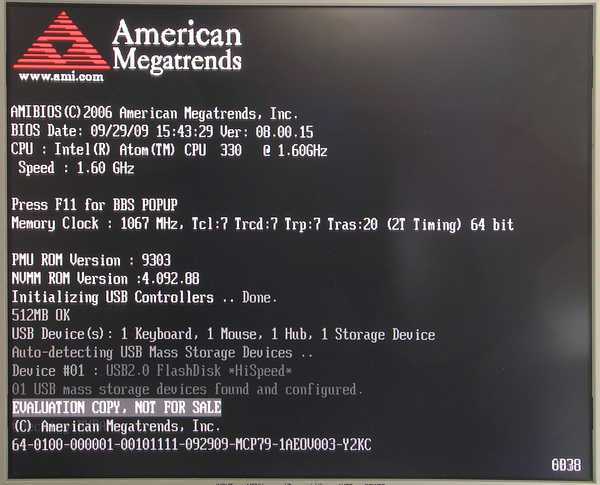 American
Megatrends
www.ami.com
AMIBIOS(C)2006 American Megatrends, Inc.
BIOS Date: 09/29/09 15:43:29 Ver: 08.00.15
CPU : Intel(R) Atom(TM) CPU 330 @ 1.60GHz
Speed : 1.60 GHz
Press F11 for BBS POPUP
Memory Clock : 1067 MHz, Tcl:7 Trcd:7 Trp:7 Tras:20 (2T Timing) 64 bit
PMU ROM Version : 9303
NVMM ROM Version :4.092.88
Initializing USB Controllers .. Done.
512MB OK
USB Device(s): 1 Keyboard, 1 Mouse, 1 Hub, 1 Storage Device
Auto-detecting USB Mass Storage Devices ..
Device #01 : USB2.0 FlashDisk *HiSpeed*
01 USB mass storage devices found and configured.
EVALUATION COPY, NOT FOR SALE
(C) American Megatrends, Inc.
64-0100-000001-00101111-092909-MCP79-1AEOV003-Y2KC
0038